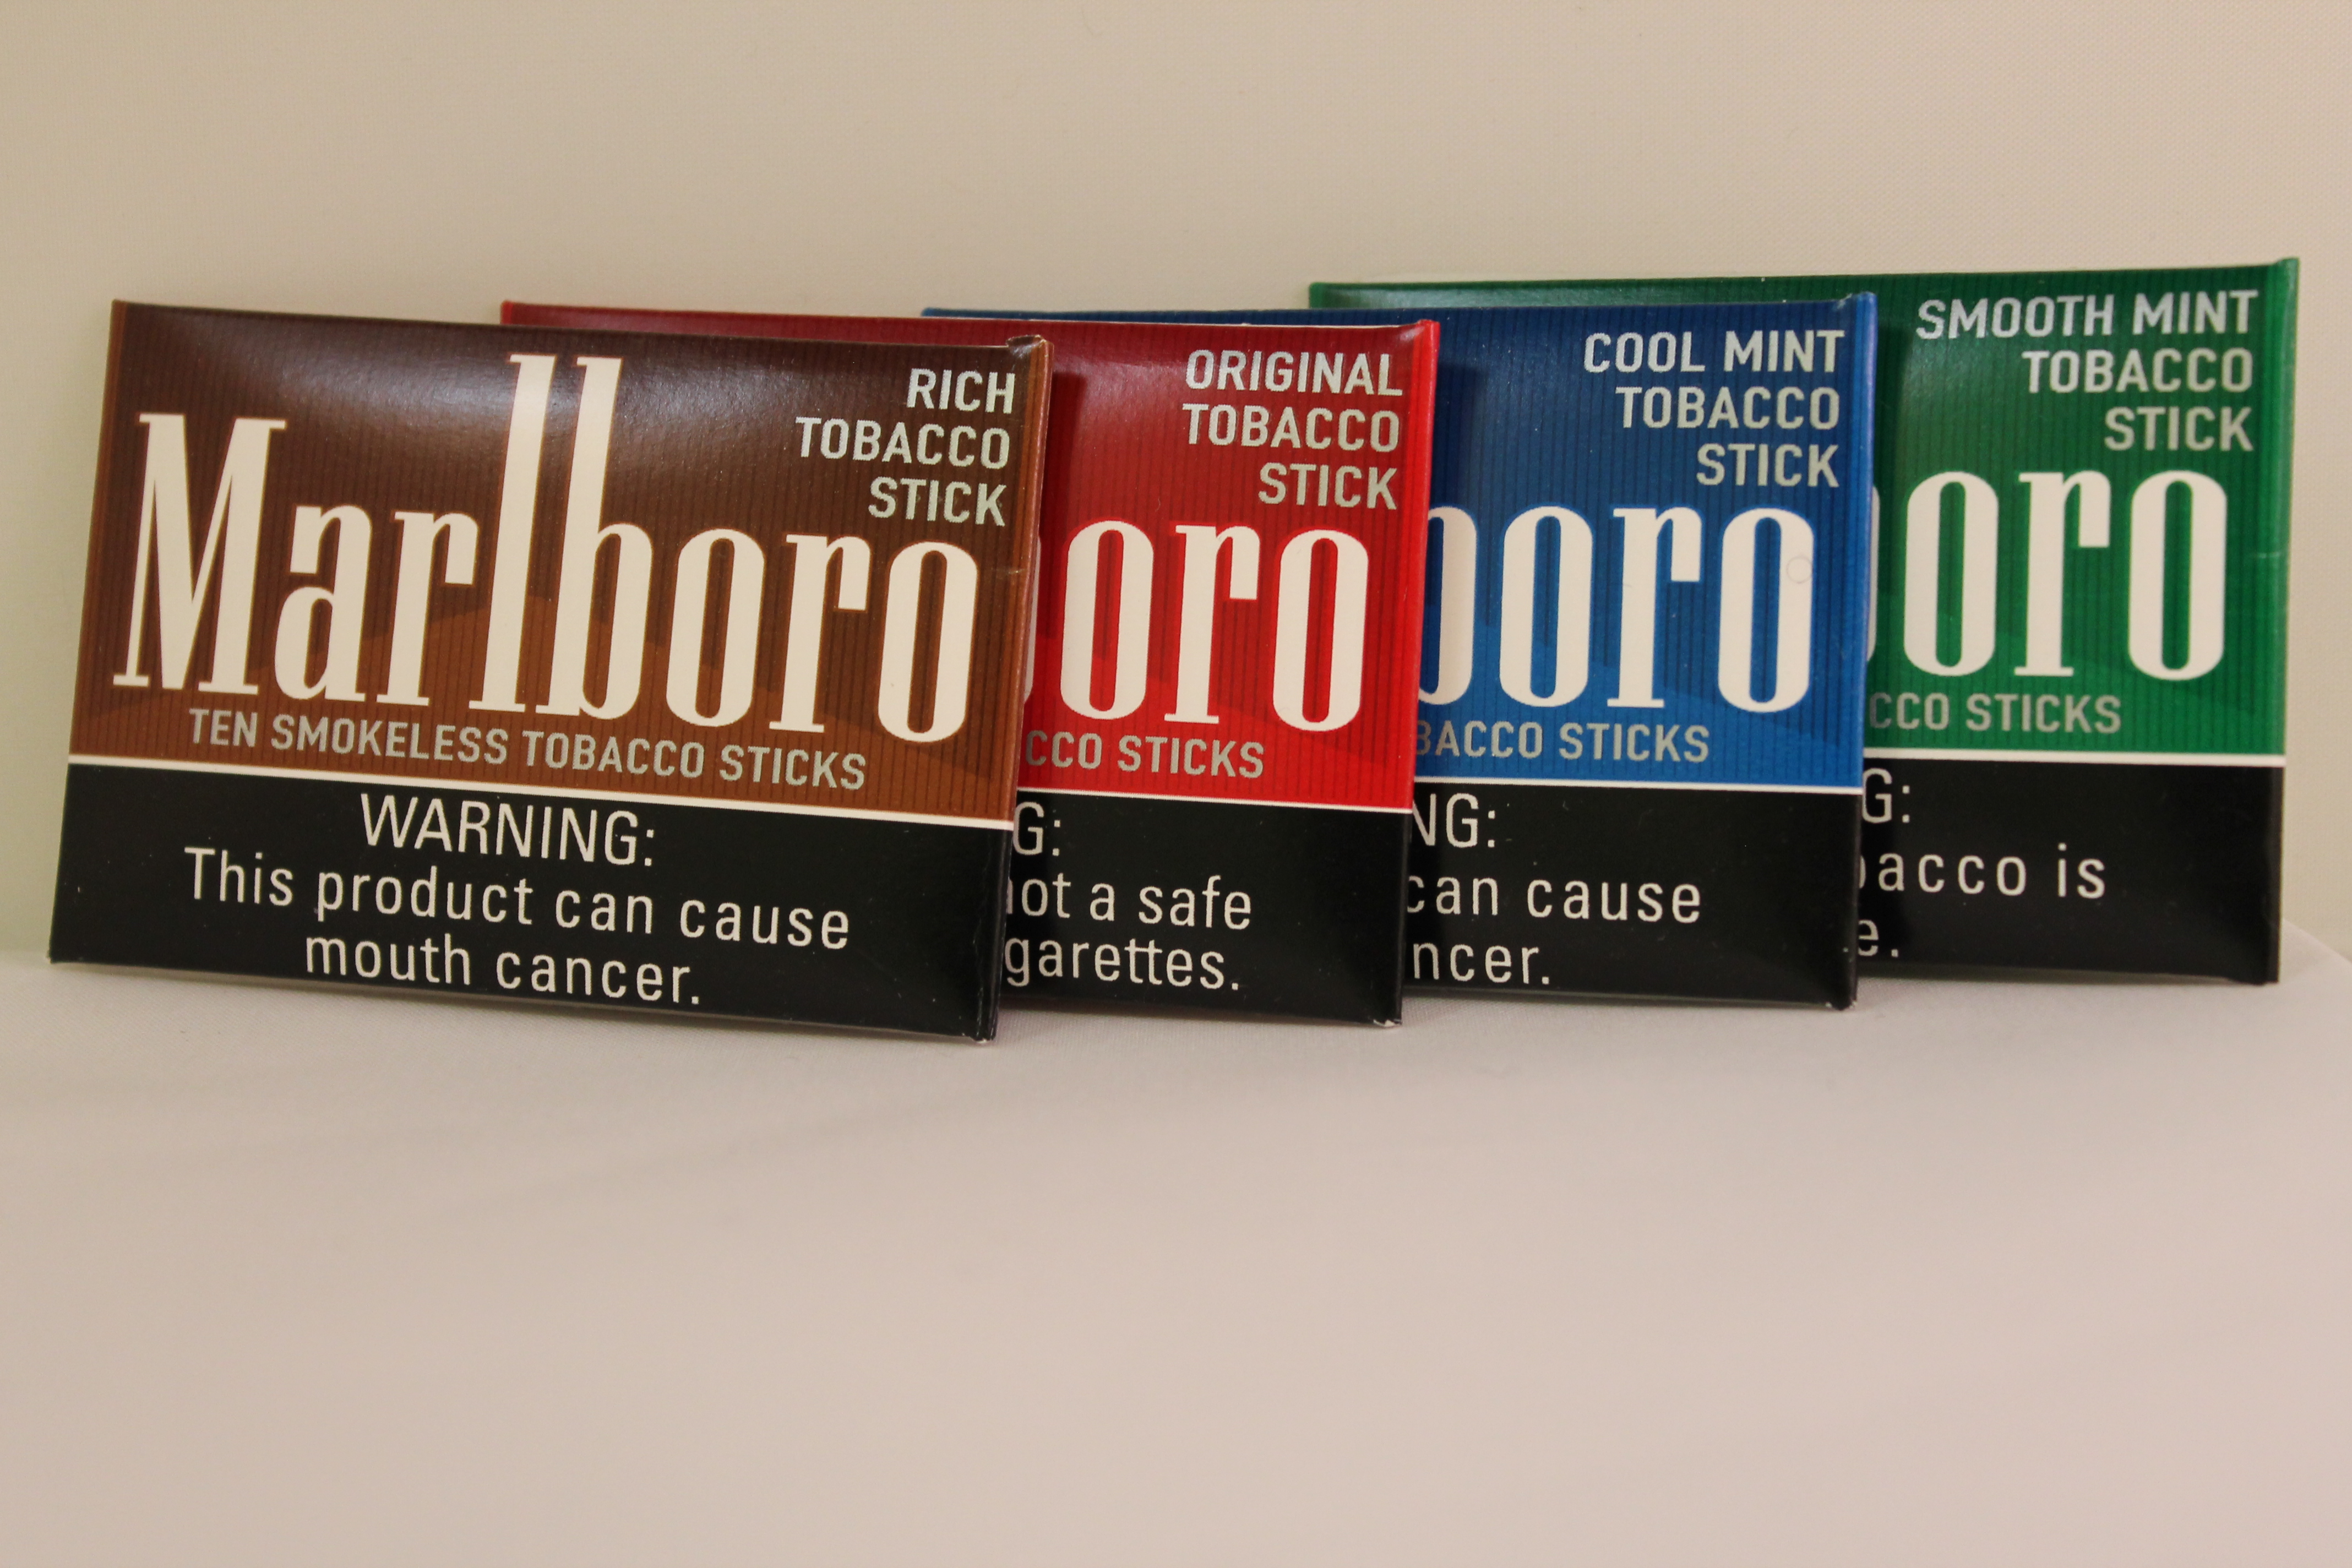 RICH
TOBACCO
STICK
Marlboro
TEN SMOKELESS TOBACCO STICKS
WARNING:
This product can cause
mouth cancer.
ORIGINAL
TOBACCO
STICK
oro
CCO STICKS
G:
ot a safe
garettes.
COOL MINT
TOBACCO
STICK
boro
BACCO STICKS
NG:
can cause
ncer.
SMOOTH MINT
TOBACCO
STICK
oro
CCO STICKS
G:
bacco is
e.